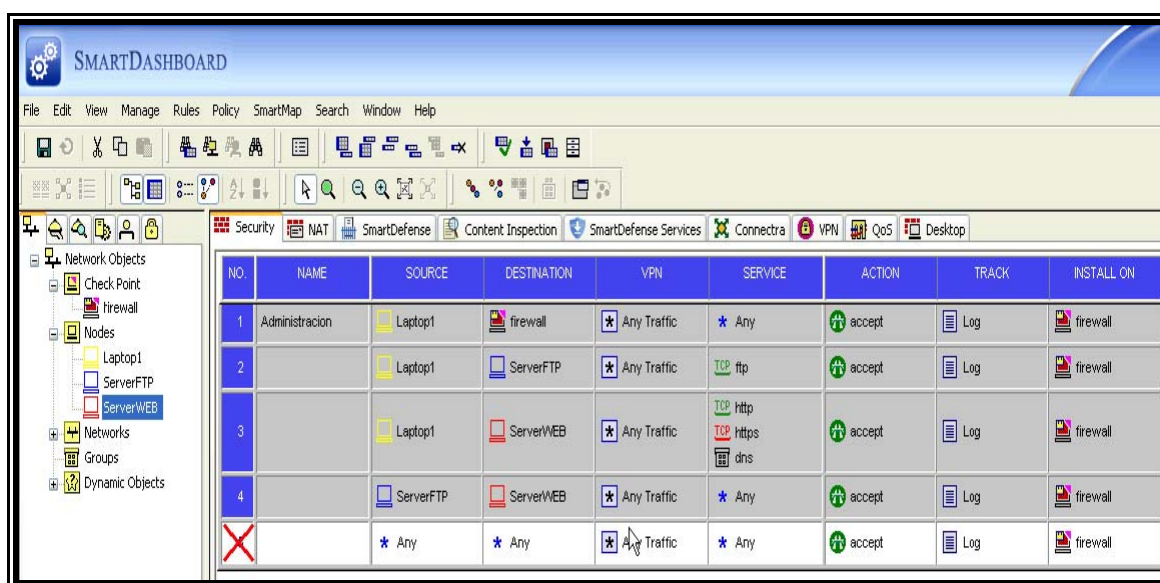 SMARTDASHBOARD
File Edit View Manage Rules Policy SmartMap Search Window Help
Security NAT SmartDefense Content Inspection SmartDefense Services Connectra VPN QoS Desktop
Network Objects
Check Point
firewall
Nodes
Laptop1
ServerFTP
ServerWEB
Networks
Groups
Dynamic Objects
NO. NAME SOURCE DESTINATION VPN SERVICE ACTION TRACK INSTALL ON
1 Administracion Laptop1 firewall * Any Traffic * Any accept Log firewall
2 Laptop1 ServerFTP * Any Traffic TCP ftp accept Log firewall
3 Laptop1 ServerWEB * Any Traffic TCP http accept Log firewall
TCP https
dns
4 ServerFTP ServerWEB * Any Traffic * Any accept Log firewall
* Any * Any * Any Traffic * Any accept Log firewall